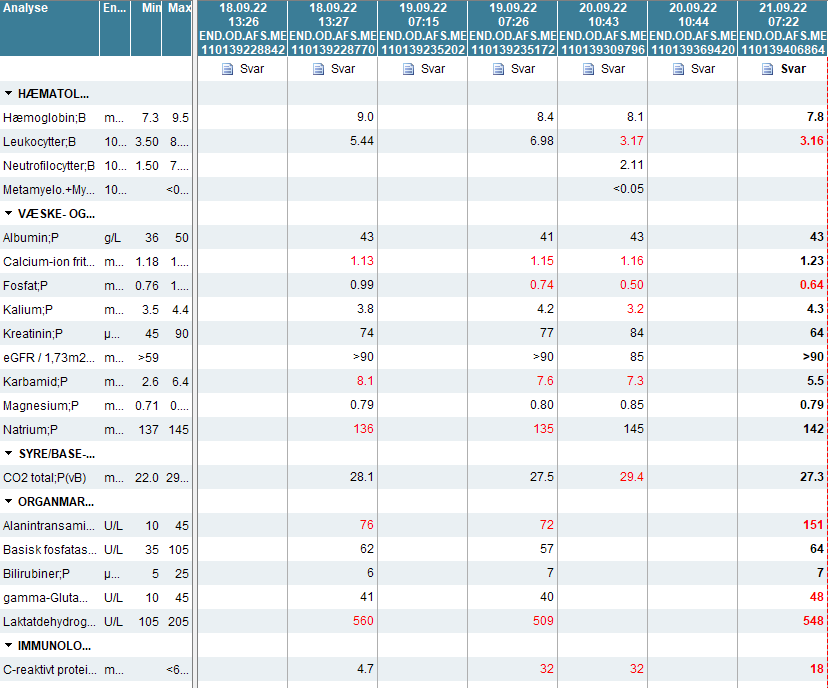 Analyse En... Min Max 18.09.22 18.09.22 19.09.22 19.09.22 20.09.22 20.09.22 21.09.22
13:26 13:27 07:15 07:26 10:43 10:44 07:22
END.OD.AFS.ME END.OD.AFS.ME END.OD.AFS.ME END.OD.AFS.ME END.OD.AFS.ME END.OD.AFS.ME END.OD.AFS.ME
110139228842 110139228770 110139235202 110139235172 110139309796 110139369420 110139406864
Svar Svar Svar Svar Svar Svar Svar
HÆMATOL...
Hæmoglobin;B m... 7.3 9.5 9.0 8.4 8.1 7.8
Leukocytter;B 10... 3.50 8.... 5.44 6.98 3.17 3.16
Neutrofilocytter;B 10... 1.50 7.... 2.11
Metamyelo.+My... 10... <0... <0.05
VÆSKE- OG...
Albumin;P g/L 36 50 43 41 43 43
Calcium-ion frit... m... 1.18 1.... 1.13 1.15 1.16 1.23
Fosfat;P m... 0.76 1.... 0.99 0.74 0.50 0.64
Kalium;P m... 3.5 4.4 3.8 4.2 3.2 4.3
Kreatinin;P µ... 45 90 74 77 84 64
eGFR / 1,73m2... m... >59 >90 >90 85 >90
Karbamid;P m... 2.6 6.4 8.1 7.6 7.3 5.5
Magnesium;P m... 0.71 0.... 0.79 0.80 0.85 0.79
Natrium;P m... 137 145 136 135 145 142
SYRE/BASE-...
CO2 total;P(vB) m... 22.0 29... 28.1 27.5 29.4 27.3
ORGANMAR...
Alanintransami... U/L 10 45 76 72 151
Basisk fosfatas... U/L 35 105 62 57 64
Bilirubiner;P µ... 5 25 6 7 7
gamma-Gluta... U/L 10 45 41 40 48
Laktatdehydrog... U/L 105 205 560 509 548
IMMUNOLO...
C-reaktivt protei... m... <6... 4.7 32 32 18